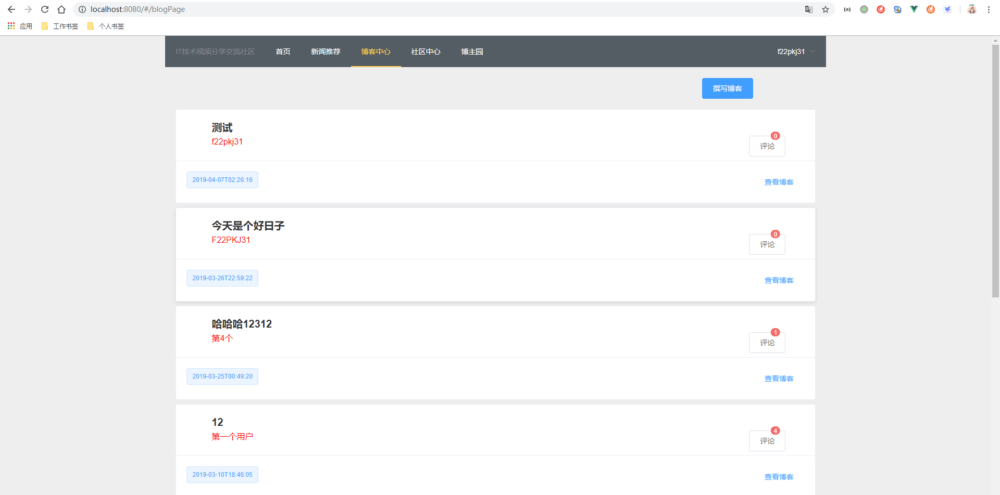 localhost:8080/#/blogPage
应用 工作书签 个人书签
IT技术视频分享交流社区 首页 新闻推荐 博客中心 社区中心 博主园 f22pkj31
撰写博客
测试
f22pkj31
0
评论
2019-04-07T02:26:16
查看博客
今天是个好日子
F22PKJ31
0
评论
2019-03-26T22:59:22
查看博客
哈哈哈12312
第4个
1
评论
2019-03-25T00:49:20
查看博客
12
第一个用户
4
评论
2019-03-10T18:46:05
查看博客